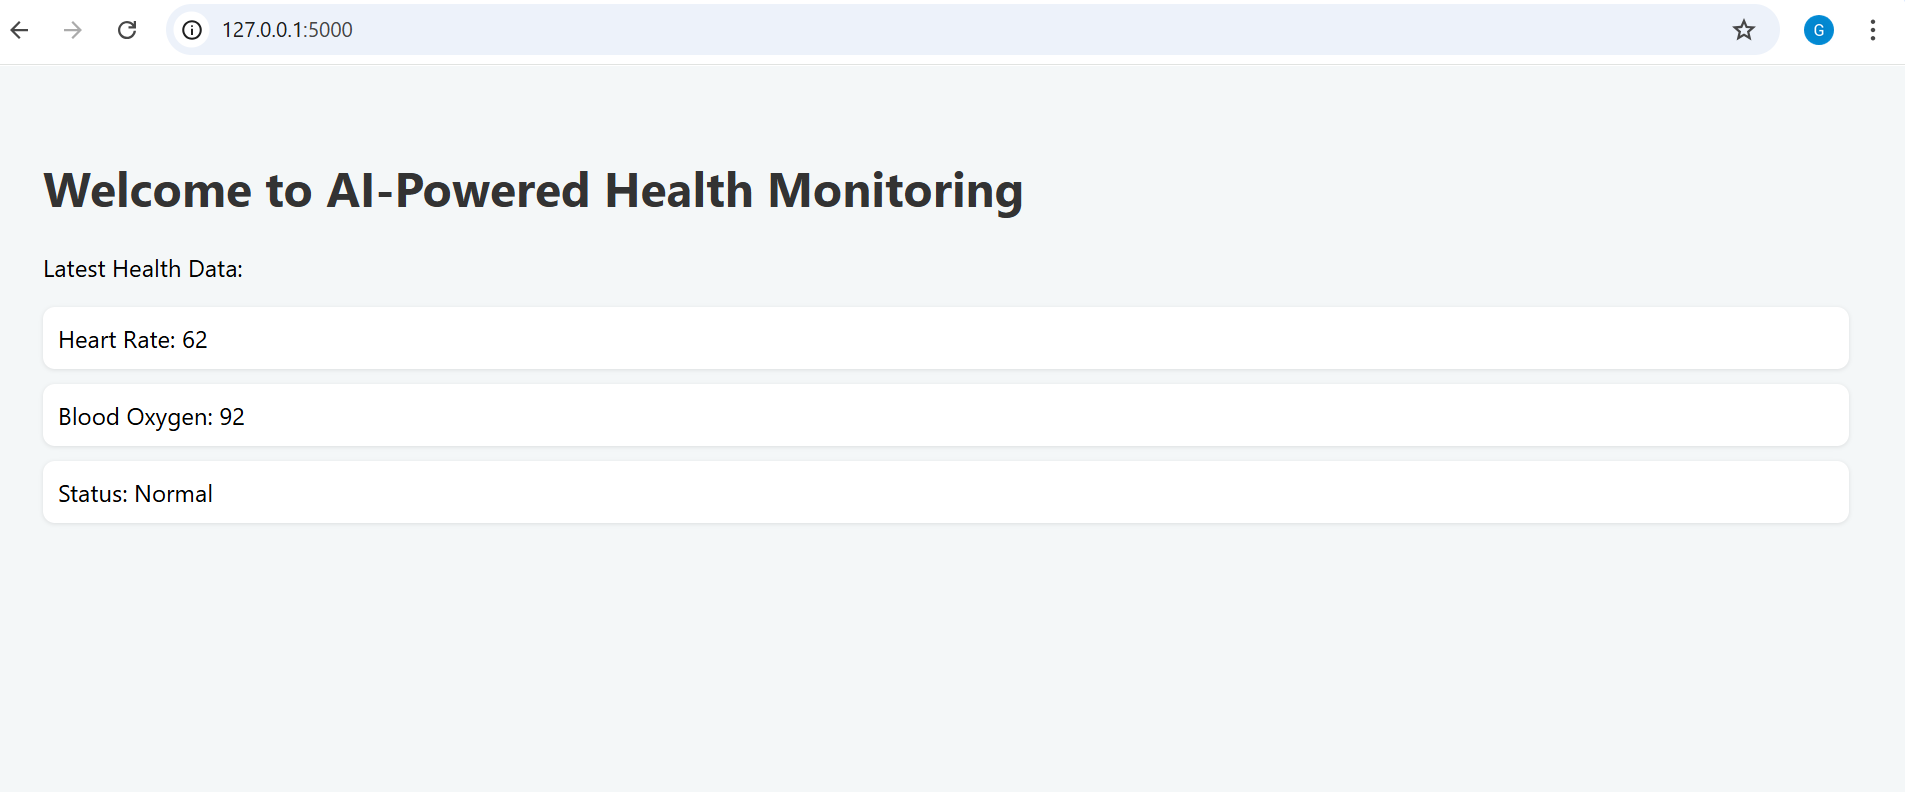 127.0.0.1:5000
G
Welcome to AI-Powered Health Monitoring
Latest Health Data:
Heart Rate: 62
Blood Oxygen: 92
Status: Normal